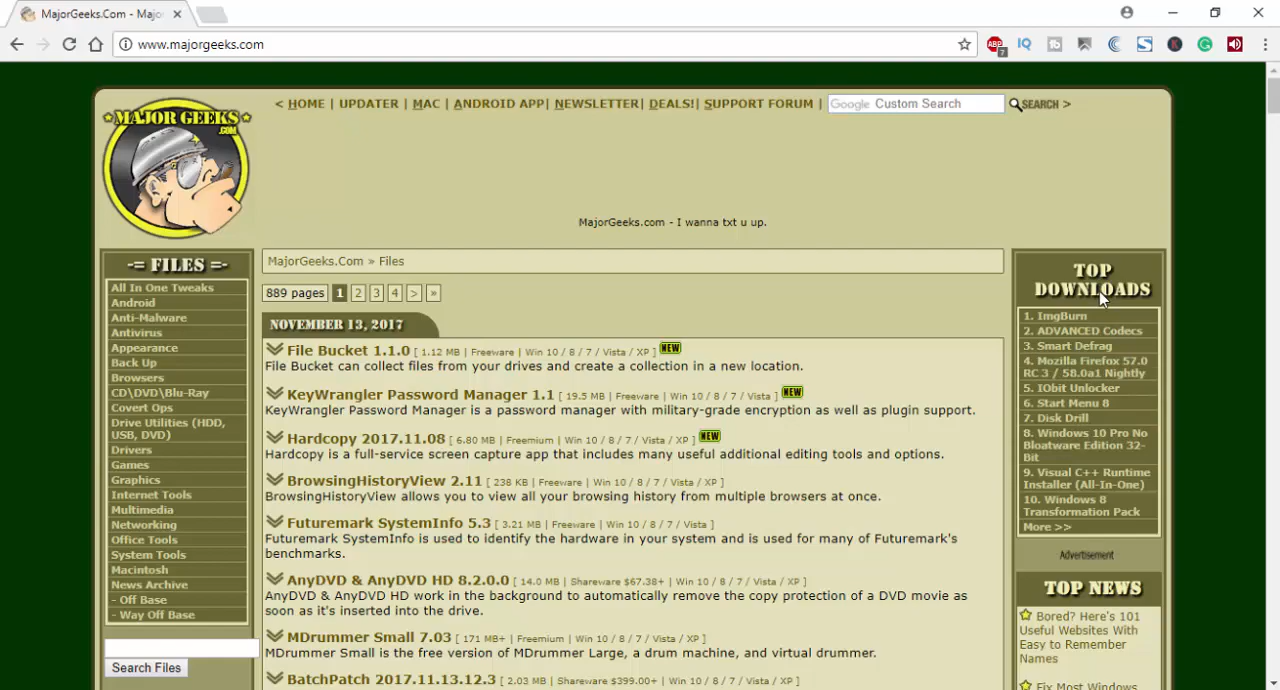 MajorGeeks.Com - Majo
www.majorgeeks.com
ABP
7
IQ
MAJOR GEEKS
.COM
< HOME | UPDATER | MAC | ANDROID APP| NEWSLETTER| DEALS!| SUPPORT FORUM |
Google Custom Search
SEARCH >
MajorGeeks.com - I wanna txt u up.
-= FILES =-
All In One Tweaks
Android
Anti-Malware
Antivirus
Appearance
Back Up
Browsers
CD\DVD\Blu-Ray
Covert Ops
Drive Utilities (HDD,
USB, DVD)
Drivers
Games
Graphics
Internet Tools
Multimedia
Networking
Office Tools
System Tools
Macintosh
News Archive
- Off Base
- Way Off Base
Search Files
MajorGeeks.Com » Files
889 pages 1 2 3 4 > »
NOVEMBER 13, 2017
File Bucket 1.1.0 [ 1.12 MB | Freeware | Win 10 / 8 / 7 / Vista / XP ] NEW
File Bucket can collect files from your drives and create a collection in a new location.
KeyWrangler Password Manager 1.1 [ 19.5 MB | Freeware | Win 10 / 8 / 7 / Vista ] NEW
KeyWrangler Password Manager is a password manager with military-grade encryption as well as plugin support.
Hardcopy 2017.11.08 [ 6.80 MB | Freemium | Win 10 / 8 / 7 / Vista / XP ] NEW
Hardcopy is a full-service screen capture app that includes many useful additional editing tools and options.
BrowsingHistoryView 2.11 [ 238 KB | Freeware | Win 10 / 8 / 7 / Vista / XP ]
BrowsingHistoryView allows you to view all your browsing history from multiple browsers at once.
Futuremark SystemInfo 5.3 [ 3.21 MB | Freeware | Win 10 / 8 / 7 / Vista ]
Futuremark SystemInfo is used to identify the hardware in your system and is used for many of Futuremark's
benchmarks.
AnyDVD & AnyDVD HD 8.2.0.0 [ 14.0 MB | Shareware $67.38+ | Win 10 / 8 / 7 / Vista / XP ]
AnyDVD & AnyDVD HD work in the background to automatically remove the copy protection of a DVD movie as
soon as it's inserted into the drive.
MDrummer Small 7.03 [ 171 MB+ | Freemium | Win 10 / 8 / 7 / Vista / XP ]
MDrummer Small is the free version of MDrummer Large, a drum machine, and virtual drummer.
BatchPatch 2017.11.13.12.3 [ 2.03 MB | Shareware $399.00+ | Win 10 / 8 / 7 / Vista / XP ]
TOP
DOWNLOADS
1. ImgBurn
2. ADVANCED Codecs
3. Smart Defrag
4. Mozilla Firefox 57.0
RC 3 / 58.0a1 Nightly
5. IObit Unlocker
6. Start Menu 8
7. Disk Drill
8. Windows 10 Pro No
Bloatware Edition 32-
Bit
9. Visual C++ Runtime
Installer (All-In-One)
10. Windows 8
Transformation Pack
More >>
Advertisement
TOP NEWS
Bored? Here's 101
Useful Websites With
Easy to Remember
Names
Fix Most Windows